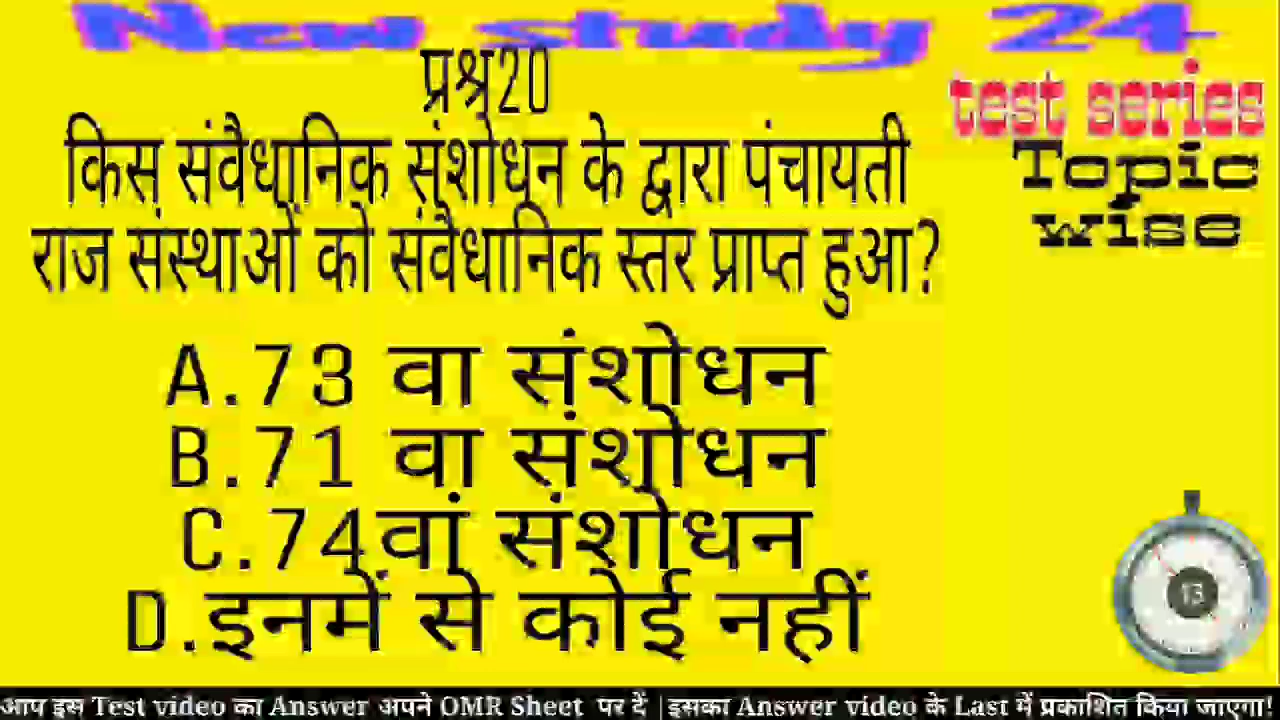 New study 24
test series
Topic
wise
प्रश्न20
किस संवैधानिक संशोधन के द्वारा पंचायती
राज संस्थाओं को संवैधानिक स्तर प्राप्त हुआ?
A.73 वा संशोधन
B.71 वा संशोधन
C.74वां संशोधन
D.इनमें से कोई नहीं
13
आप इस Test video का Answer अपने OMR Sheet पर दें |इसका Answer video के Last में प्रकाशित किया जाएगा!